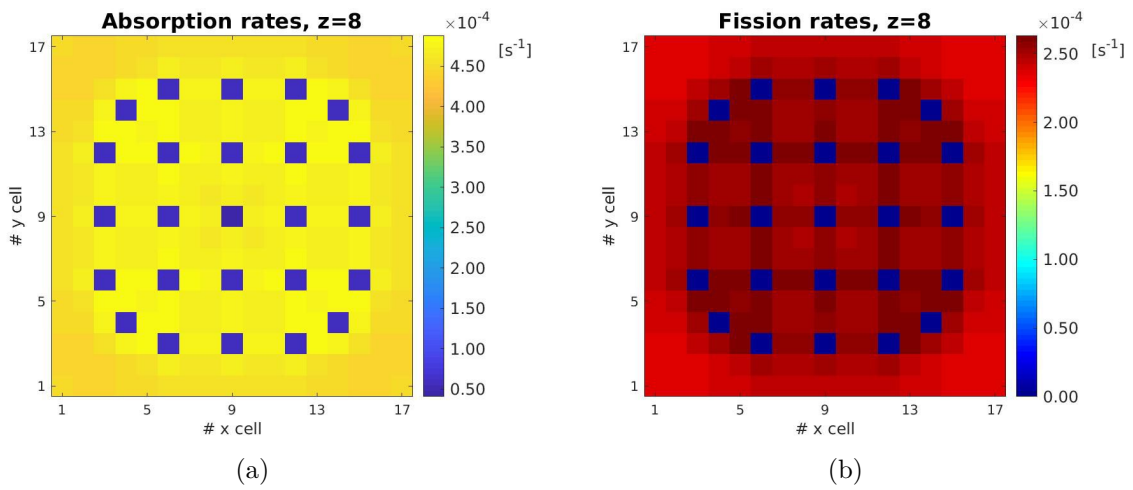 Absorption rates, z=8
×10⁻⁴
[s⁻¹]
17
13
9
5
1
# y cell
1 5 9 13 17
# x cell
4.50
4.00
3.50
3.00
2.50
2.00
1.50
1.00
0.50
(a)
Fission rates, z=8
×10⁻⁴
[s⁻¹]
17
13
9
5
1
# y cell
1 5 9 13 17
# x cell
2.50
2.00
1.50
1.00
0.50
0.00
(b)